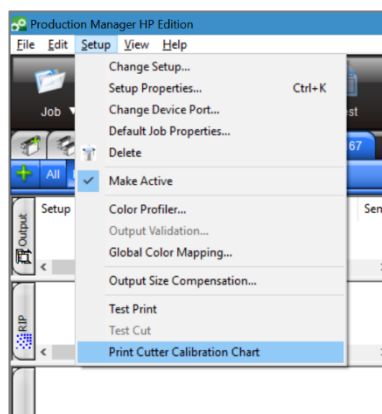 Production Manager HP Edition
File Edit Setup View Help
Change Setup...
Setup Properties... Ctrl+K
Change Device Port...
Default Job Properties...
Delete
Make Active
Color Profiler...
Output Validation...
Global Color Mapping...
Output Size Compensation...
Test Print
Test Cut
Print Cutter Calibration Chart
Job
67
All
Output
Setup
RIP